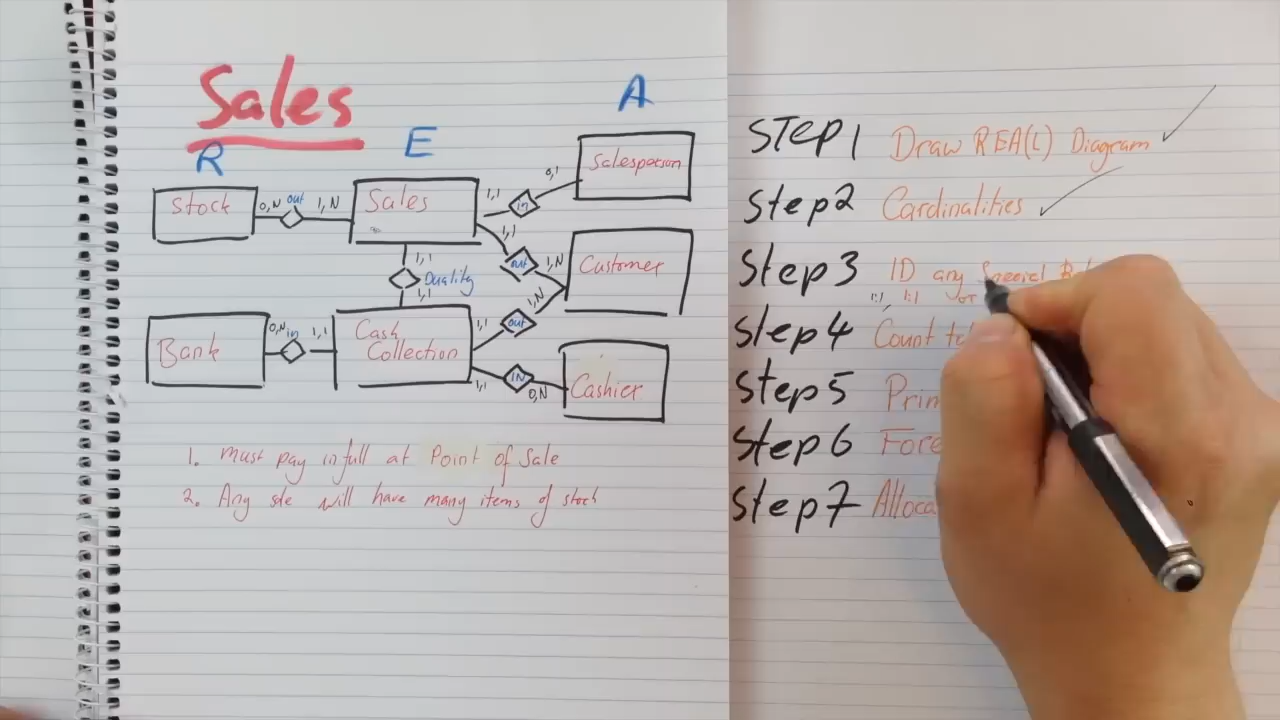 Sales
R
E
A
Stock
0,N
out
1,N
Sales
1,1
in
0,1
Salesperson
1,1
out
1,N
Customer
1,1
Duality
1,1
Bank
0,N
in
1,1
Cash
Collection
1,1
out
1,N
1,1
IN
0,N
Cashier
1. Must pay in full at Point of Sale
2. Any sale will have many items of stock
STEP 1 Draw REA(L) Diagram
Step 2 Cardinalities
Step 3 ID any Special
1:1 1:1 or
Step 4 Count
Step 5
Step 6
Step 7